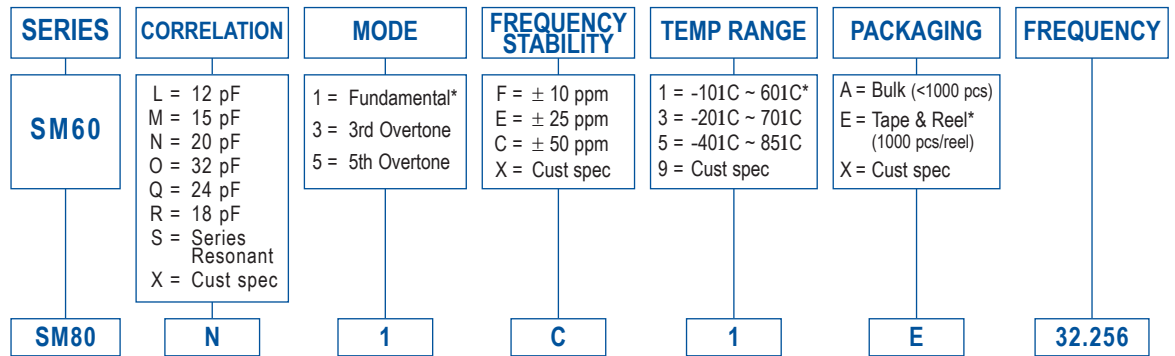 SERIES
CORRELATION
MODE
FREQUENCY
STABILITY
TEMP RANGE
PACKAGING
FREQUENCY
SM60
L = 12 pF
M = 15 pF
N = 20 pF
O = 32 pF
Q = 24 pF
R = 18 pF
S = Series
Resonant
X = Cust spec
1 = Fundamental*
3 = 3rd Overtone
5 = 5th Overtone
F = ± 10 ppm
E = ± 25 ppm
C = ± 50 ppm
X = Cust spec
1 = -101C ~ 601C*
3 = -201C ~ 701C
5 = -401C ~ 851C
9 = Cust spec
A = Bulk (<1000 pcs)
E = Tape & Reel*
(1000 pcs/reel)
X = Cust spec
SM80
N
1
C
1
E
32.256